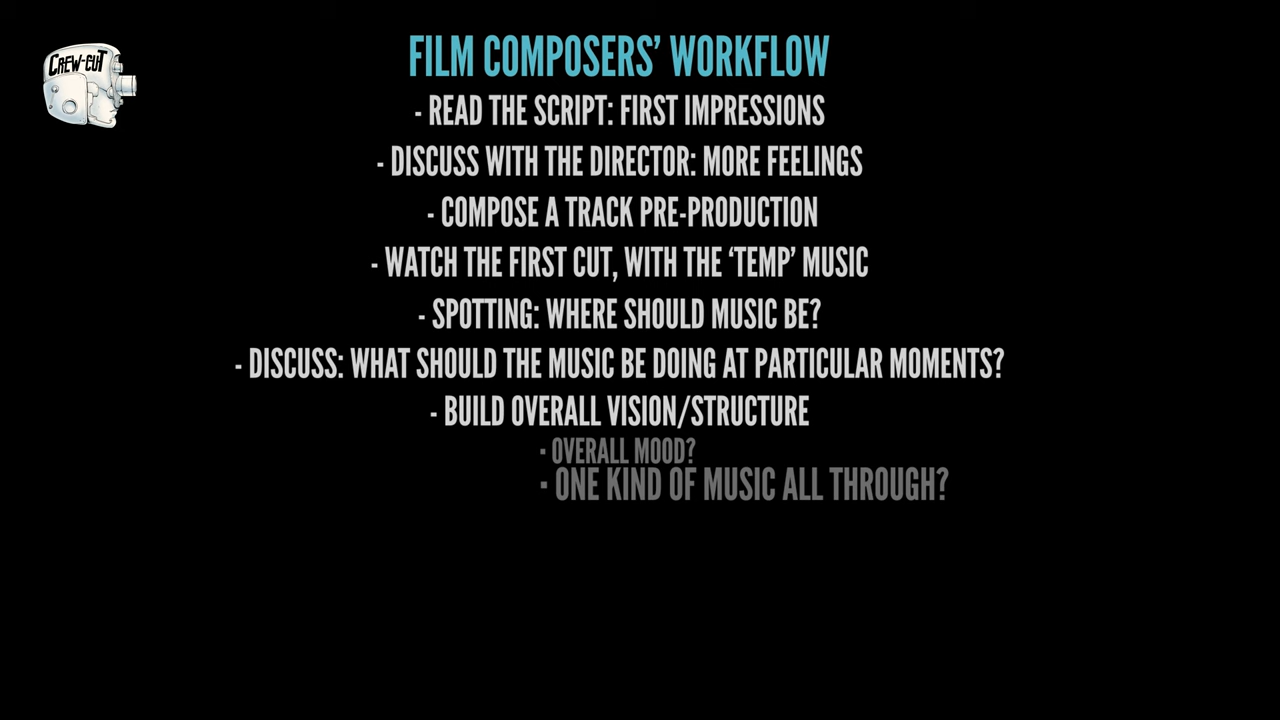 CREW-CUT
FILM COMPOSERS’ WORKFLOW
- READ THE SCRIPT: FIRST IMPRESSIONS
- DISCUSS WITH THE DIRECTOR: MORE FEELINGS
- COMPOSE A TRACK PRE-PRODUCTION
- WATCH THE FIRST CUT, WITH THE ‘TEMP’ MUSIC
- SPOTTING: WHERE SHOULD MUSIC BE?
- DISCUSS: WHAT SHOULD THE MUSIC BE DOING AT PARTICULAR MOMENTS?
- BUILD OVERALL VISION/STRUCTURE
- OVERALL MOOD?
- ONE KIND OF MUSIC ALL THROUGH?